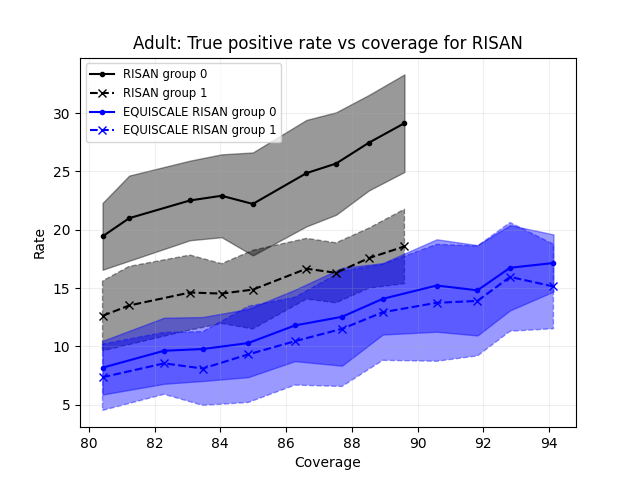 Adult: True positive rate vs coverage for RISAN
RISAN group 0
RISAN group 1
EQUISCALE RISAN group 0
EQUISCALE RISAN group 1
30
25
20
15
10
5
Rate
80 82 84 86 88 90 92 94
Coverage